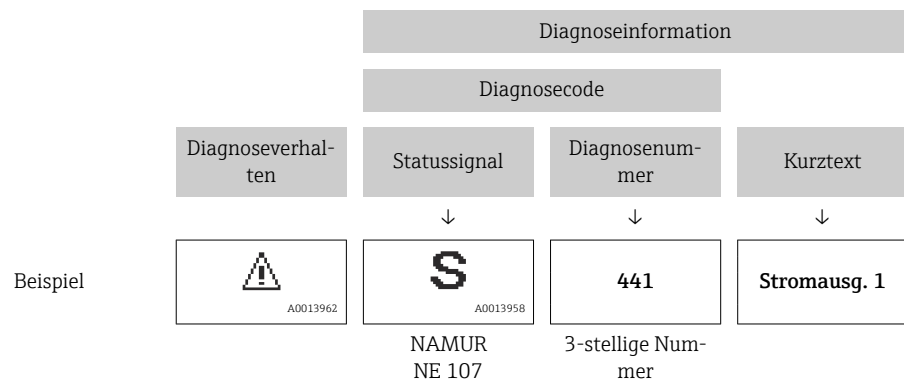 Diagnoseinformation
Diagnosecode
Diagnoseverhal-
ten
Statussignal
Diagnosenum-
mer
Kurztext
↓ ↓ ↓
Beispiel
A0013962
S
A0013958
441
Stromausg. 1
NAMUR
NE 107
3-stellige Num-
mer